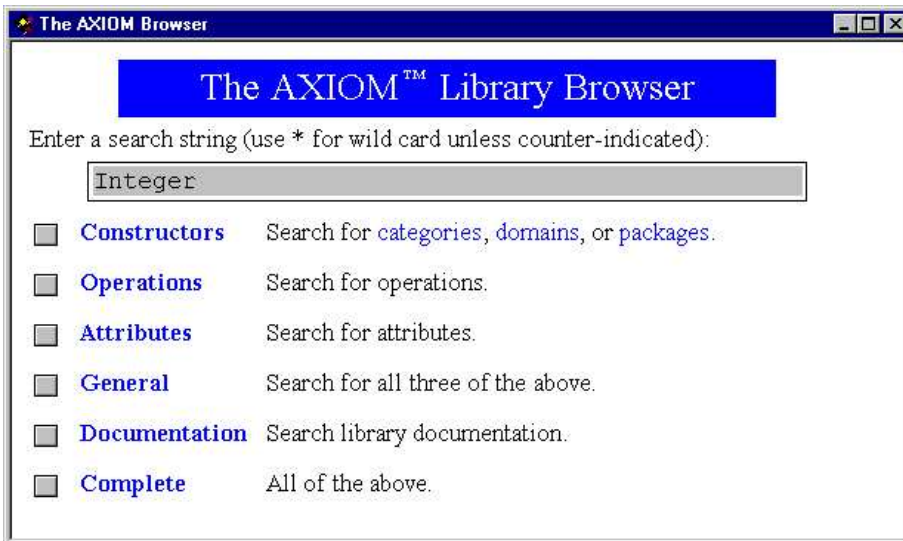 The AXIOM Browser
The AXIOM™ Library Browser
Enter a search string (use * for wild card unless counter-indicated):
Integer
Constructors Search for categories, domains, or packages.
Operations Search for operations.
Attributes Search for attributes.
General Search for all three of the above.
Documentation Search library documentation.
Complete All of the above.